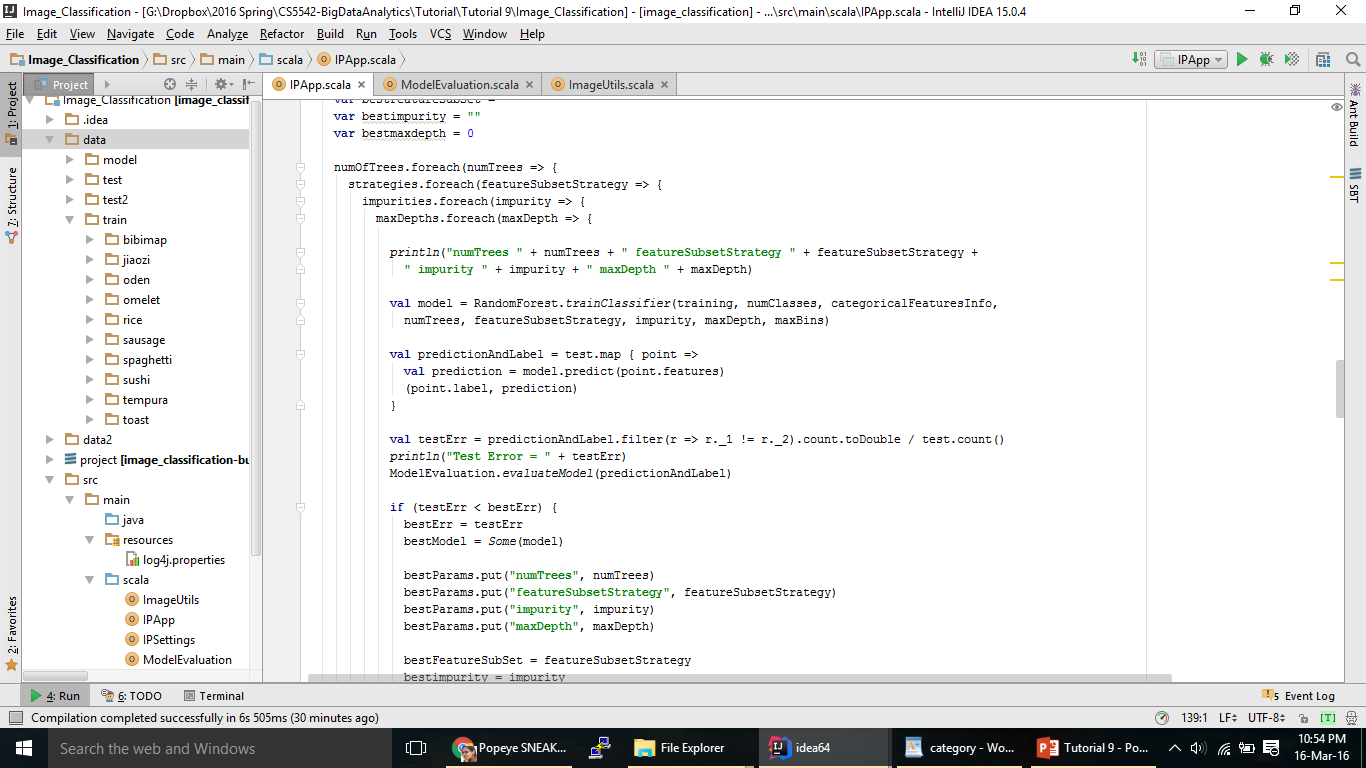 Image_Classification - [G:\Dropbox\2016 Spring\CS5542-BigDataAnalytics\Tutorial\Tutorial 9\Image_Classification] - [image_classification] - ...\src\main\scala\IPApp.scala - IntelliJ IDEA 15.0.4
File Edit View Navigate Code Analyze Refactor Build Run Tools VCS Window Help
Image_Classification src main scala IPApp.scala
IPApp
Project
IPApp.scala
ModelEvaluation.scala
ImageUtils.scala
1: Project
7: Structure
2: Favorites
Image_Classification [image_classif
.idea
data
model
test
test2
train
bibimap
jiaozi
oden
omelet
rice
sausage
spaghetti
sushi
tempura
toast
data2
project [image_classification-bu
src
main
java
resources
log4j.properties
scala
ImageUtils
IPApp
IPSettings
ModelEvaluation
var bestimpurity = ""
var bestmaxdepth = 0
numOfTrees.foreach(numTrees => {
strategies.foreach(featureSubsetStrategy => {
impurities.foreach(impurity => {
maxDepths.foreach(maxDepth => {
println("numTrees " + numTrees + " featureSubsetStrategy " + featureSubsetStrategy +
" impurity " + impurity + " maxDepth " + maxDepth)
val model = RandomForest.trainClassifier(training, numClasses, categoricalFeaturesInfo,
numTrees, featureSubsetStrategy, impurity, maxDepth, maxBins)
val predictionAndLabel = test.map { point =>
val prediction = model.predict(point.features)
(point.label, prediction)
}
val testErr = predictionAndLabel.filter(r => r._1 != r._2).count.toDouble / test.count()
println("Test Error = " + testErr)
ModelEvaluation.evaluateModel(predictionAndLabel)
if (testErr < bestErr) {
bestErr = testErr
bestModel = Some(model)
bestParams.put("numTrees", numTrees)
bestParams.put("featureSubsetStrategy", featureSubsetStrategy)
bestParams.put("impurity", impurity)
bestParams.put("maxDepth", maxDepth)
bestFeatureSubSet = featureSubsetStrategy
bestimpurity = impurity
Ant Build
SBT
4: Run
6: TODO
Terminal
5 Event Log
Compilation completed successfully in 6s 505ms (30 minutes ago)
139:1 LF UTF-8 [T]
Search the web and Windows
Popeye SNEAK...
File Explorer
idea64
category - Wo...
Tutorial 9 - Po...
10:54 PM
16-Mar-16